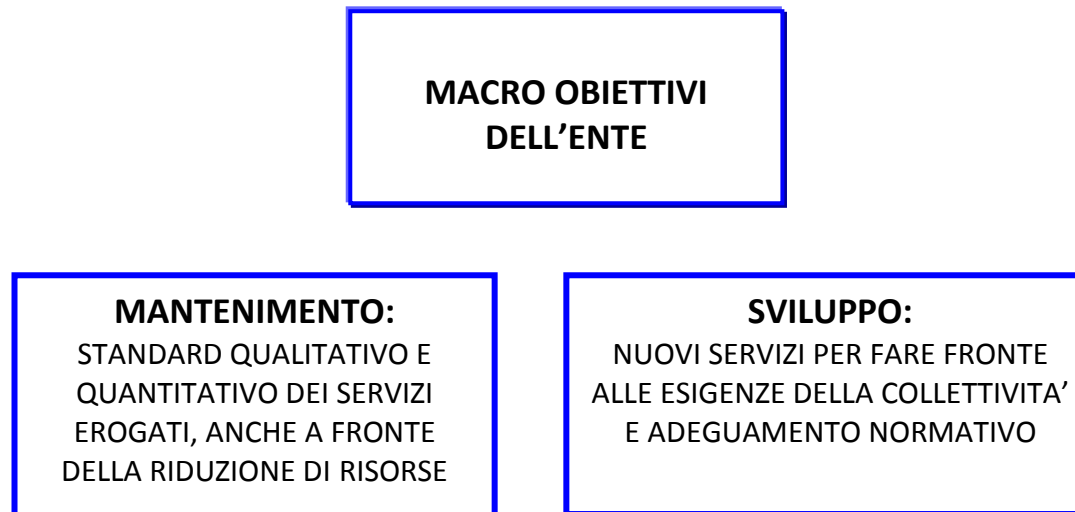 MACRO OBIETTIVI
DELL’ENTE
MANTENIMENTO:
STANDARD QUALITATIVO E
QUANTITATIVO DEI SERVIZI
EROGATI, ANCHE A FRONTE
DELLA RIDUZIONE DI RISORSE
SVILUPPO:
NUOVI SERVIZI PER FARE FRONTE
ALLE ESIGENZE DELLA COLLETTIVITA’
E ADEGUAMENTO NORMATIVO